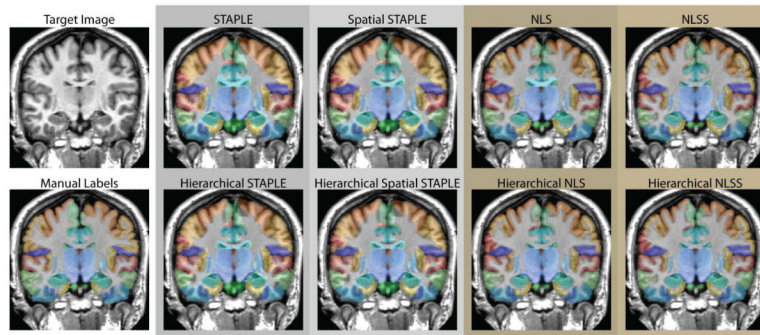 Target Image
STAPLE
Spatial STAPLE
NLS
NLSS
Manual Labels
Hierarchical STAPLE
Hierarchical Spatial STAPLE
Hierarchical NLS
Hierarchical NLSS